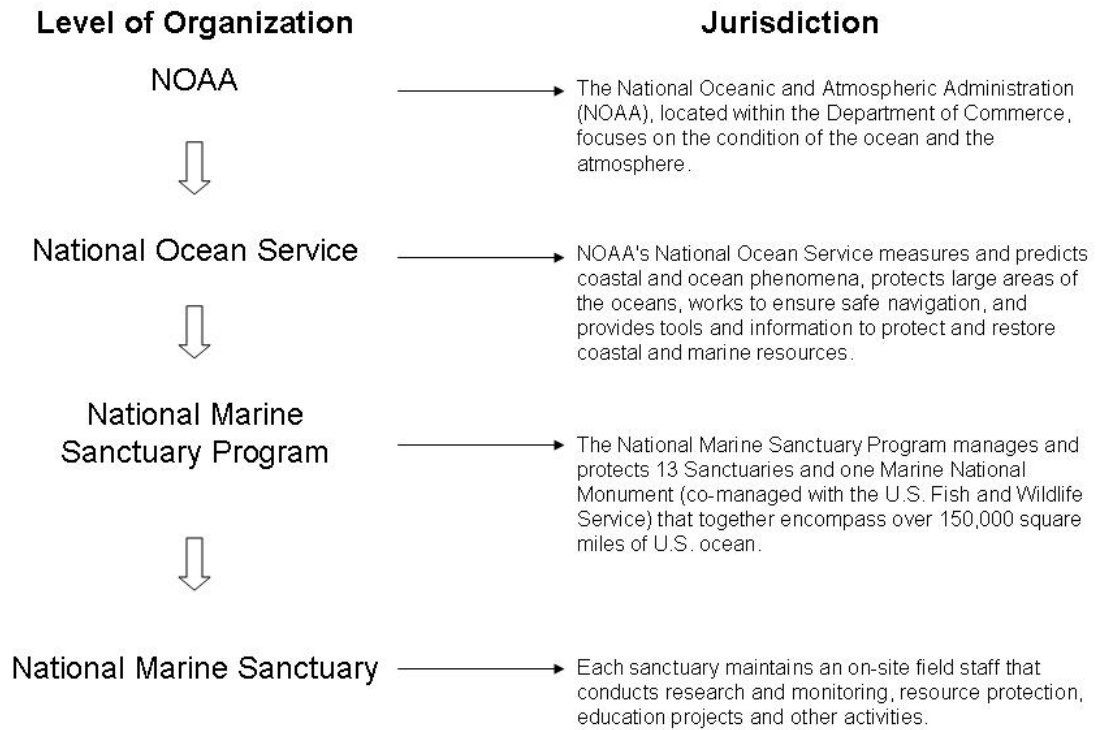 Level of Organization
Jurisdiction
NOAA
The National Oceanic and Atmospheric Administration
(NOAA), located within the Department of Commerce,
focuses on the condition of the ocean and the
atmosphere.
National Ocean Service
NOAA's National Ocean Service measures and predicts
coastal and ocean phenomena, protects large areas of
the oceans, works to ensure safe navigation, and
provides tools and information to protect and restore
coastal and marine resources.
National Marine
Sanctuary Program
The National Marine Sanctuary Program manages and
protects 13 Sanctuaries and one Marine National
Monument (co-managed with the U.S. Fish and Wildlife
Service) that together encompass over 150,000 square
miles of U.S. ocean.
National Marine Sanctuary
Each sanctuary maintains an on-site field staff that
conducts research and monitoring, resource protection,
education projects and other activities.